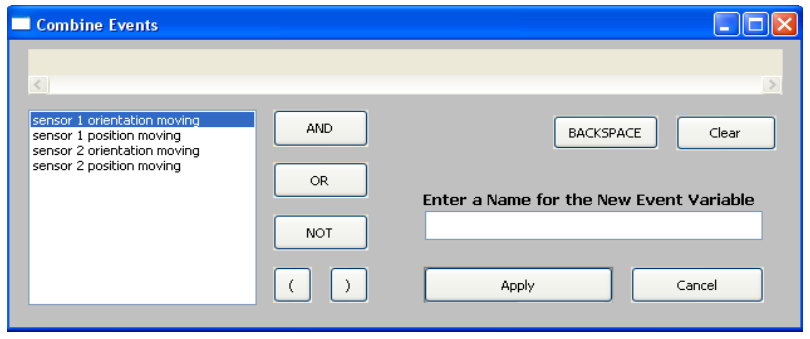 Combine Events
sensor 1 orientation moving
sensor 1 position moving
sensor 2 orientation moving
sensor 2 position moving
AND
OR
NOT
( )
BACKSPACE Clear
Enter a Name for the New Event Variable
Apply Cancel